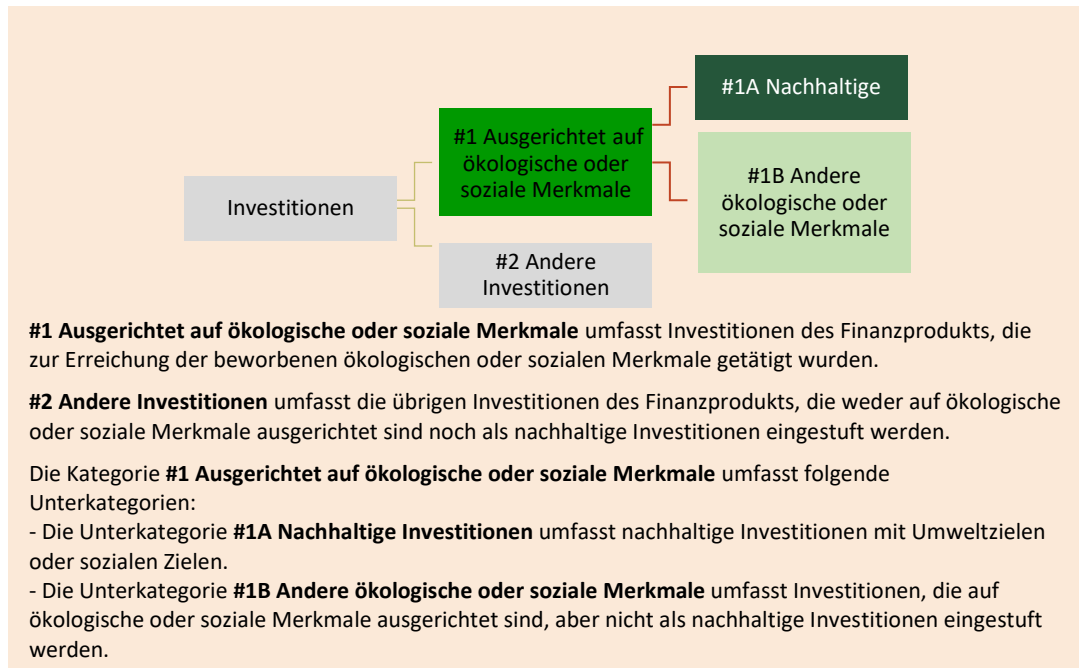 #1A Nachhaltige
#1 Ausgerichtet auf
ökologische oder
soziale Merkmale
#1B Andere
ökologische oder
soziale Merkmale
Investitionen
#2 Andere
Investitionen
#1 Ausgerichtet auf ökologische oder soziale Merkmale umfasst Investitionen des Finanzprodukts, die
zur Erreichung der beworbenen ökologischen oder sozialen Merkmale getätigt wurden.
#2 Andere Investitionen umfasst die übrigen Investitionen des Finanzprodukts, die weder auf ökologische
oder soziale Merkmale ausgerichtet sind noch als nachhaltige Investitionen eingestuft werden.
Die Kategorie #1 Ausgerichtet auf ökologische oder soziale Merkmale umfasst folgende
Unterkategorien:
- Die Unterkategorie #1A Nachhaltige Investitionen umfasst nachhaltige Investitionen mit Umweltzielen
oder sozialen Zielen.
- Die Unterkategorie #1B Andere ökologische oder soziale Merkmale umfasst Investitionen, die auf
ökologische oder soziale Merkmale ausgerichtet sind, aber nicht als nachhaltige Investitionen eingestuft
werden.